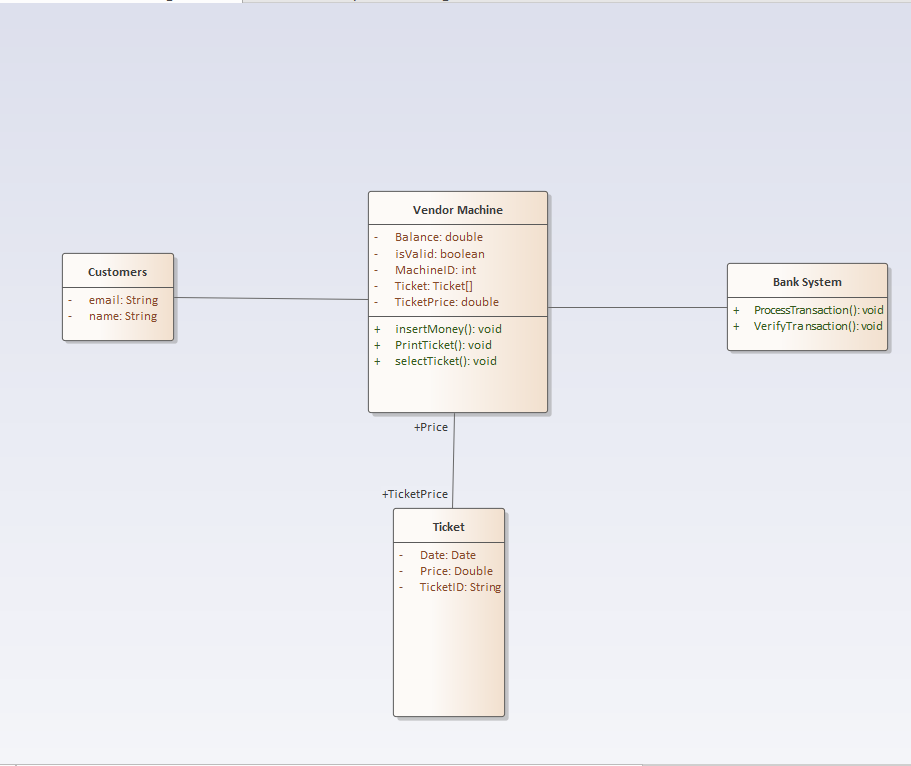 Vendor Machine
- Balance: double
- isValid: boolean
- MachineID: int
- Ticket: Ticket[]
- TicketPrice: double
+ insertMoney(): void
+ PrintTicket(): void
+ selectTicket(): void
Customers
- email: String
- name: String
Bank System
+ ProcessTransaction(): void
+ VerifyTransaction(): void
+Price
+TicketPrice
Ticket
- Date: Date
- Price: Double
- TicketID: String